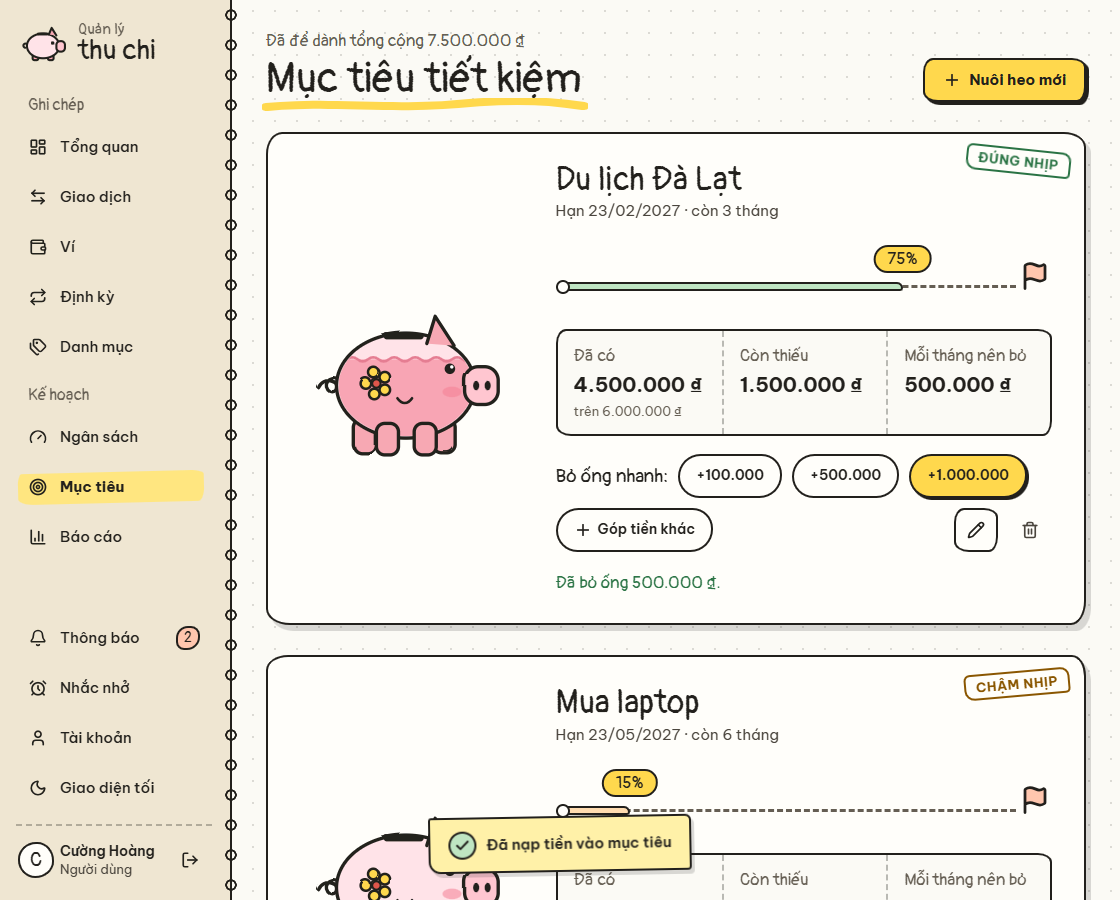 Quản lý
thu chi
Ghi chép
Tổng quan
Giao dịch
Ví
Định kỳ
Danh mục
Kế hoạch
Ngân sách
Mục tiêu
Báo cáo
Thông báo
2
Nhắc nhở
Tài khoản
Giao diện tối
C
Cường Hoàng
Người dùng
Đã để dành tổng cộng 7.500.000 ₫
Mục tiêu tiết kiệm
Nuôi heo mới
ĐÚNG NHỊP
Du lịch Đà Lạt
Hạn 23/02/2027 · còn 3 tháng
75%
Đã có
4.500.000 ₫
trên 6.000.000 ₫
Còn thiếu
1.500.000 ₫
Mỗi tháng nên bỏ
500.000 ₫
Bỏ ống nhanh:
+100.000
+500.000
+1.000.000
Góp tiền khác
Đã bỏ ống 500.000 ₫.
CHẬM NHỊP
Mua laptop
Hạn 23/05/2027 · còn 6 tháng
15%
Đã nạp tiền vào mục tiêu
Đã có
Còn thiếu
Mỗi tháng nên bỏ